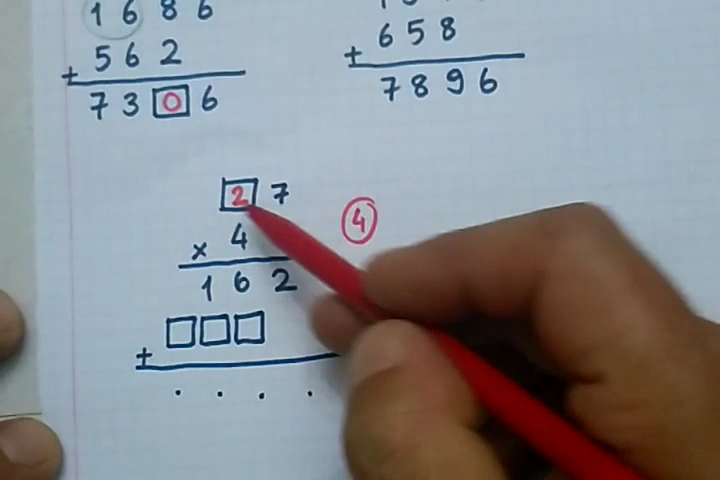 1 6 8 6
+ 5 6 2
7 3 0 6
+ 6 5 8
7 8 9 6
2 7
x 4
1 6 2
+
. . . .
4